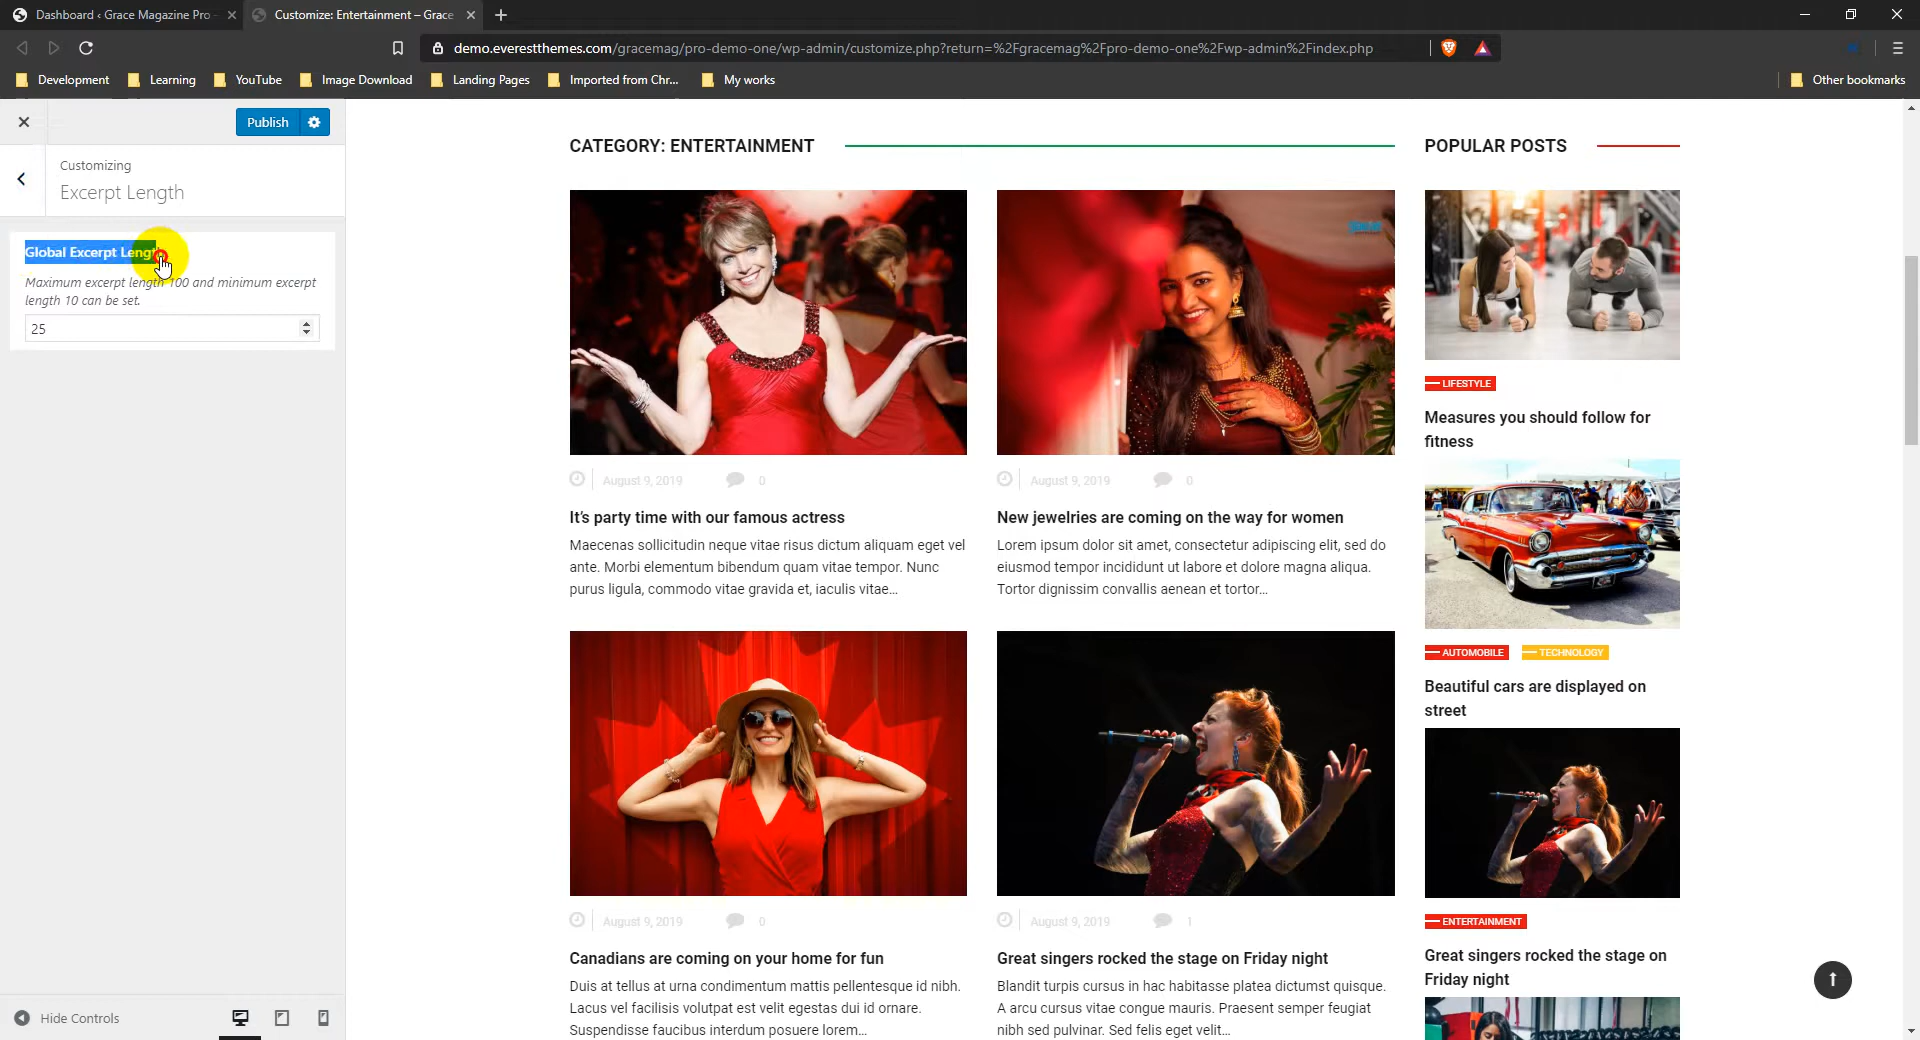 Dashboard ‹ Grace Magazine Pro -
Customize: Entertainment – Grace
demo.everestthemes.com/gracemag/pro-demo-one/wp-admin/customize.php?return=%2Fgracemag%2Fpro-demo-one%2Fwp-admin%2Findex.php
Development
Learning
YouTube
Image Download
Landing Pages
Imported from Chr...
My works
Other bookmarks
Publish
Customizing
Excerpt Length
Global Excerpt Length
Maximum excerpt length 100 and minimum excerpt
length 10 can be set.
25
Hide Controls
CATEGORY: ENTERTAINMENT
August 9, 2019
0
It's party time with our famous actress
Maecenas sollicitudin neque vitae risus dictum aliquam eget vel
ante. Morbi elementum bibendum quam vitae tempor. Nunc
purus ligula, commodo vitae gravida et, iaculis vitae...
August 9, 2019
0
New jewelries are coming on the way for women
Lorem ipsum dolor sit amet, consectetur adipiscing elit, sed do
eiusmod tempor incididunt ut labore et dolore magna aliqua.
Tortor dignissim convallis aenean et tortor...
August 9, 2019
0
Canadians are coming on your home for fun
Duis at tellus at urna condimentum mattis pellentesque id nibh.
Lacus vel facilisis volutpat est velit egestas dui id ornare.
Suspendisse faucibus interdum posuere lorem...
August 9, 2019
1
Great singers rocked the stage on Friday night
Blandit turpis cursus in hac habitasse platea dictumst quisque.
A arcu cursus vitae congue mauris. Praesent semper feugiat
nibh sed pulvinar. Sed felis eget velit...
POPULAR POSTS
LIFESTYLE
Measures you should follow for
fitness
AUTOMOBILE
TECHNOLOGY
Beautiful cars are displayed on
street
ENTERTAINMENT
Great singers rocked the stage on
Friday night